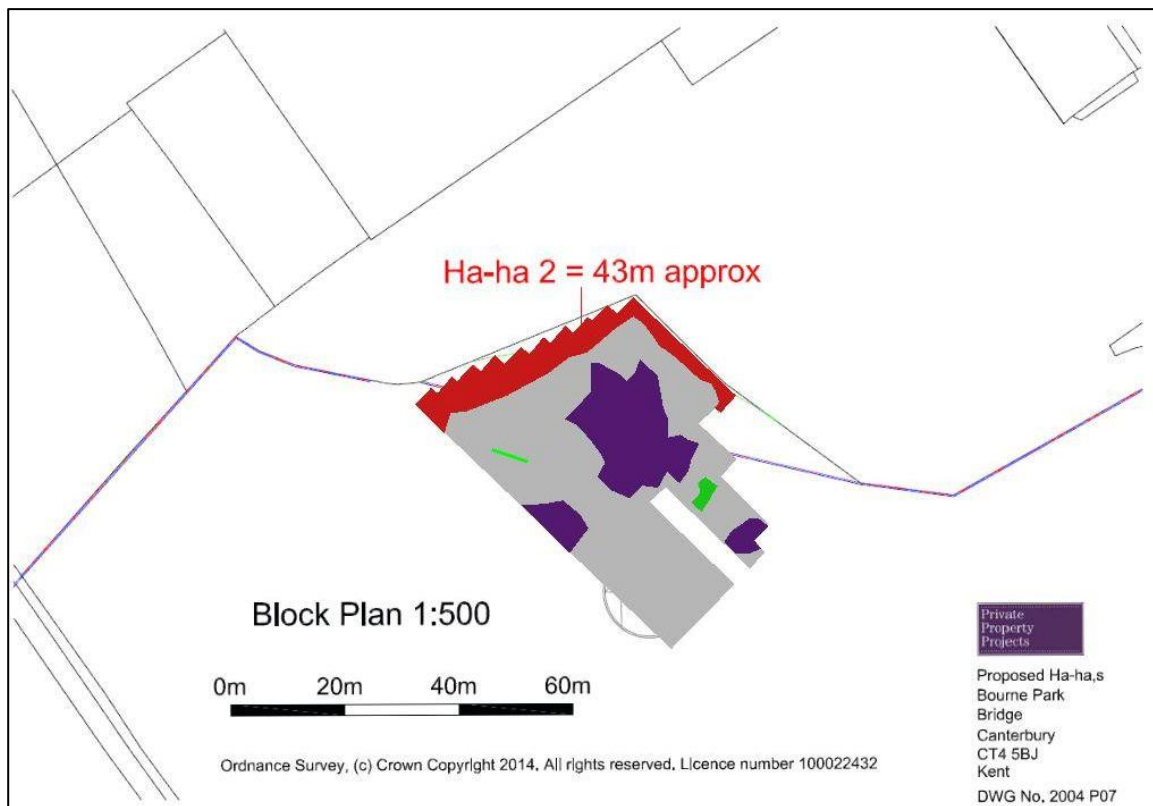 Ha-ha 2 = 43m approx
Block Plan 1:500
0m 20m 40m 60m
Ordnance Survey, (c) Crown Copyright 2014. All rights reserved. Licence number 100022432
Private
Property
Projects
Proposed Ha-ha,s
Bourne Park
Bridge
Canterbury
CT4 5BJ
Kent
DWG No. 2004 P07